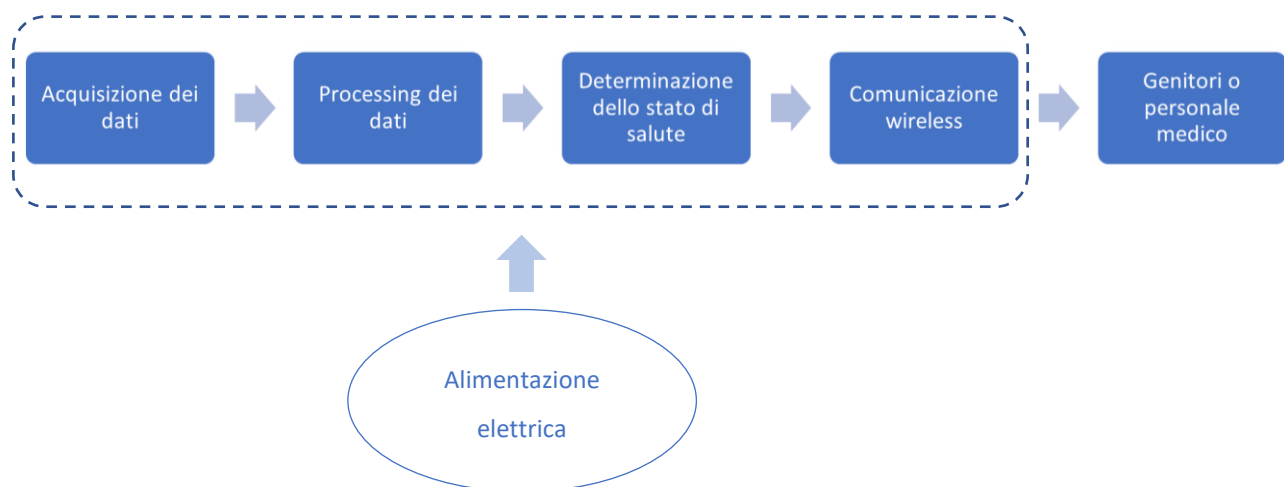 Acquisizione dei
dati
Processing dei
dati
Determinazione
dello stato di
salute
Comunicazione
wireless
Genitori o
personale
medico
Alimentazione
elettrica